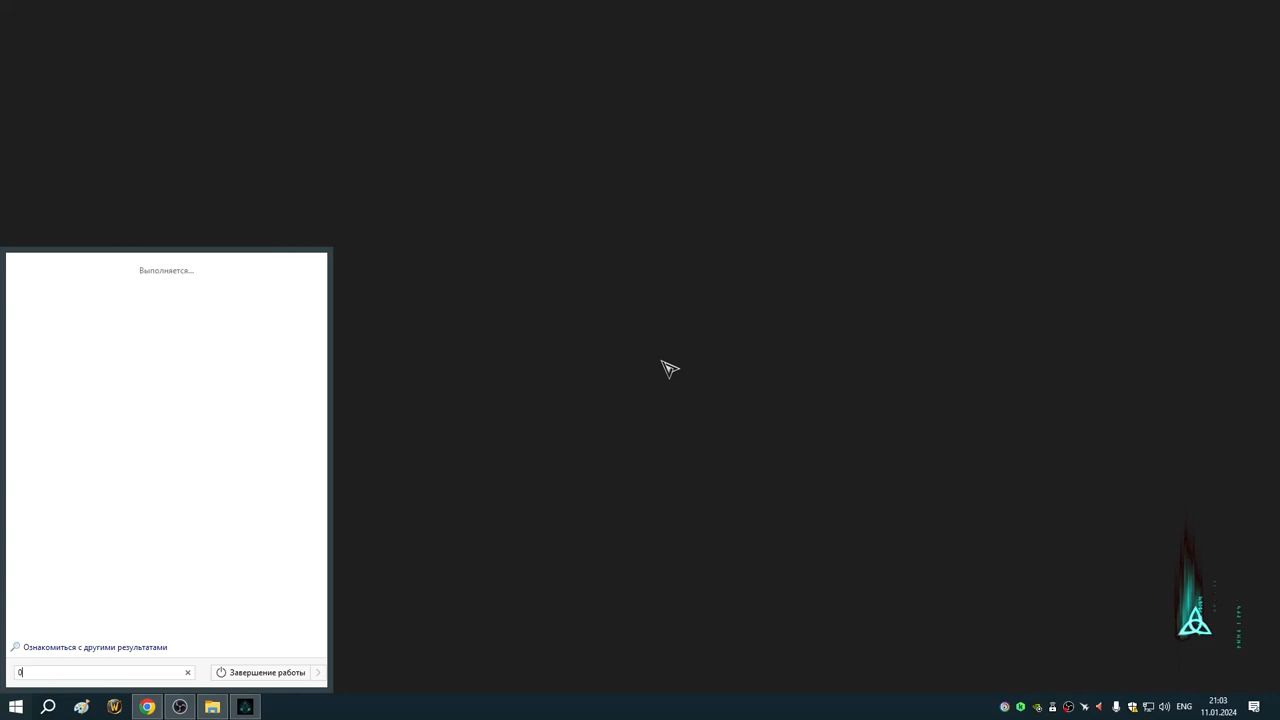 Выполняется...
Ознакомиться с другими результатами
0
Завершение работы
ENG
21:03
11.01.2024